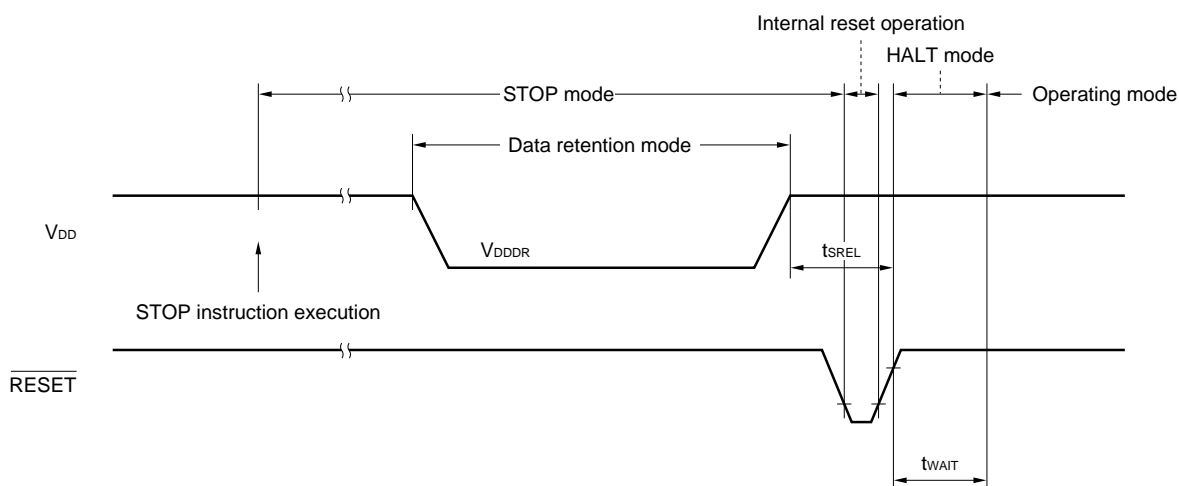 Internal reset operation
HALT mode
STOP mode
Operating mode
Data retention mode
VDD
VDDDR
tSREL
STOP instruction execution
RESET
tWAIT